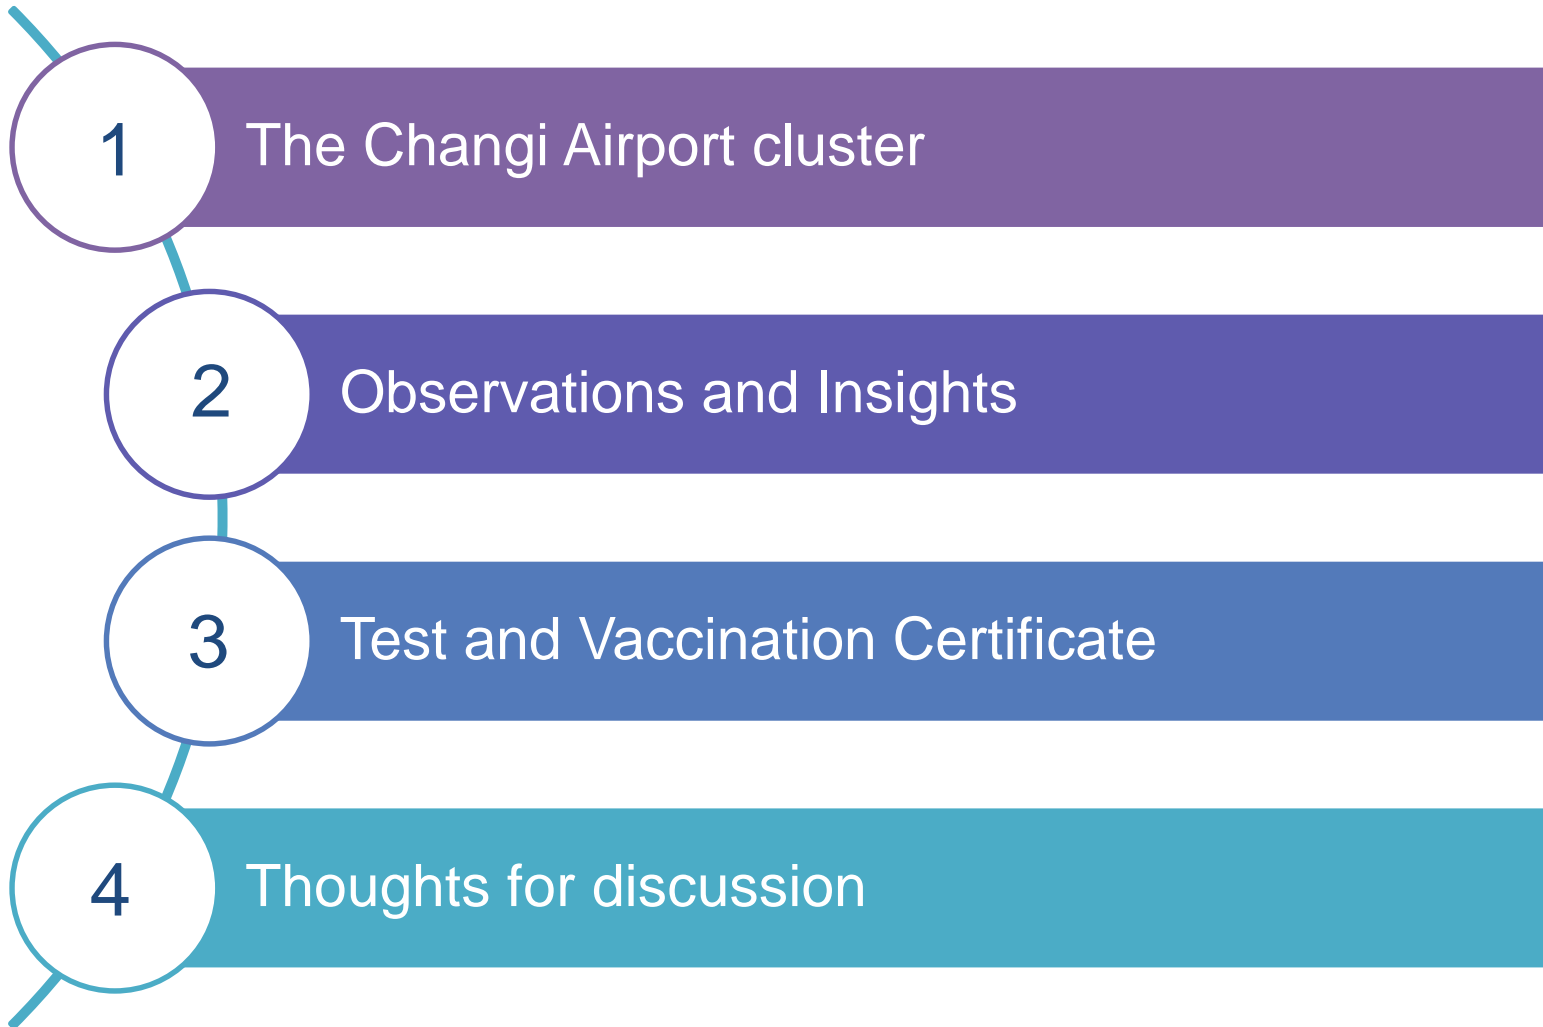 1
The Changi Airport cluster
2
Observations and Insights
3
Test and Vaccination Certificate
4
Thoughts for discussion